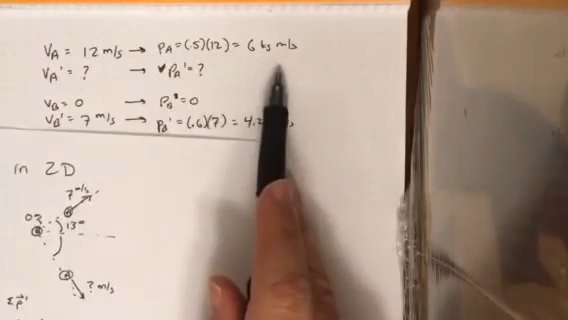 VA = 12 m/s → PA = (.5)(12) = 6 kg m/s
VA' = ? → PA' = ?
VB = 0 → PB = 0
VB' = 7 m/s → PB' = (.6)(7) = 4.2
in 2D
7 m/s
13°
? m/s
Σp'